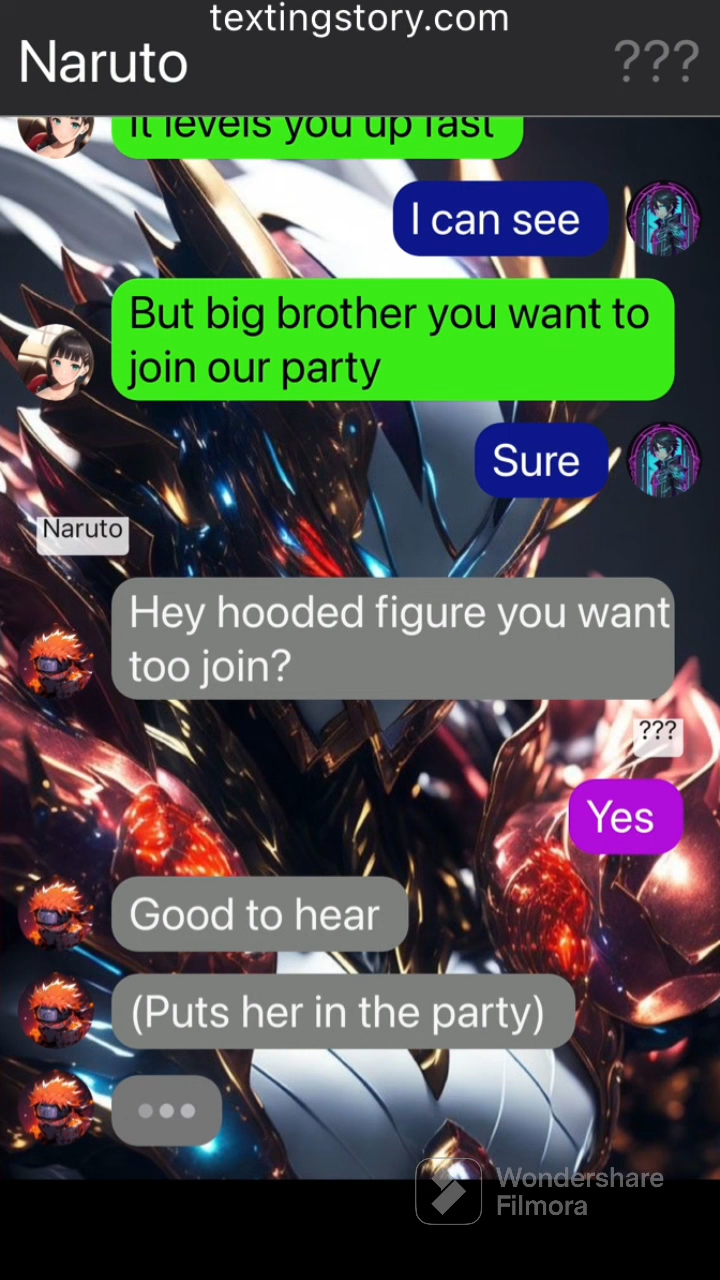 textingstory.com
Naruto
???
it levels you up fast
I can see
But big brother you want to
join our party
Sure
Naruto
Hey hooded figure you want
too join?
???
Yes
Good to hear
(Puts her in the party)
Wondershare
Filmora